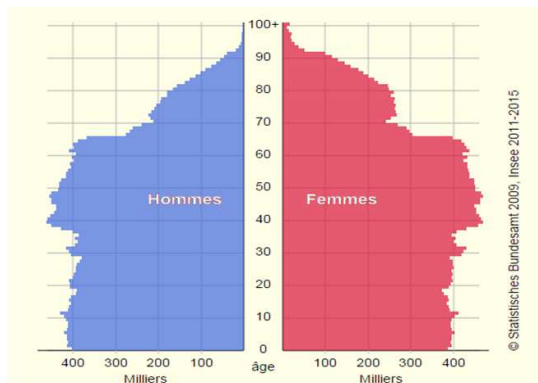 100+
90
80
70
60
50
40
30
20
10
0
Hommes
Femmes
400 300 200 100
âge
100 200 300 400
Milliers
Milliers
© Statistisches Bundesamt 2009, Insee 2011-2015